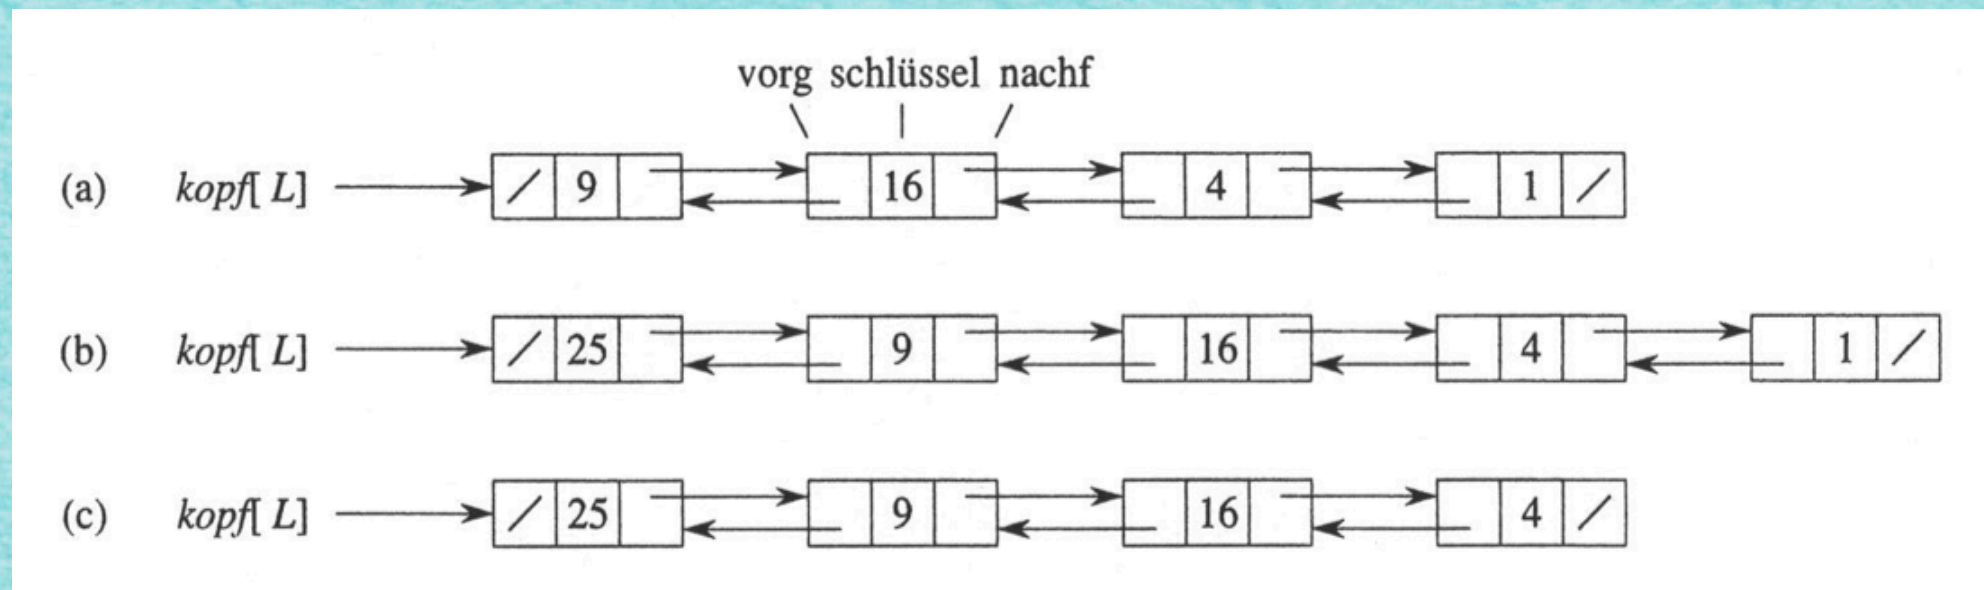 vorg schlüssel nachf
(a) kopf[ L] / 9 16 4 1 /
(b) kopf[ L] / 25 9 16 4 1 /
(c) kopf[ L] / 25 9 16 4 /